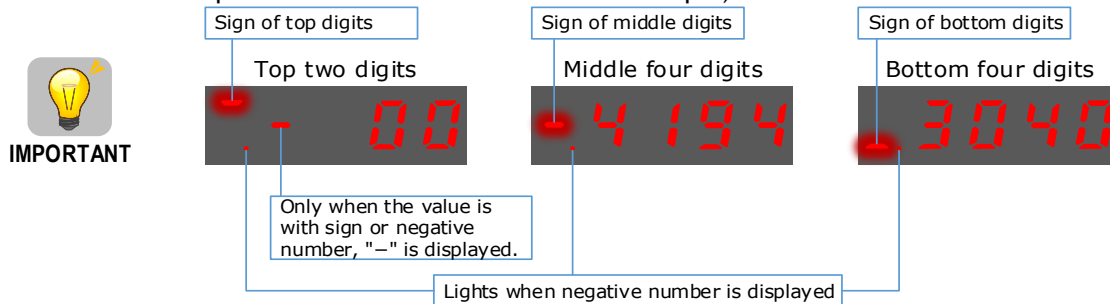 Sign of top digits
Sign of middle digits
Sign of bottom digits
Top two digits
Middle four digits
Bottom four digits
- 00
- 4194
3040
IMPORTANT
Only when the value is
with sign or negative
number, "−" is displayed.
Lights when negative number is displayed